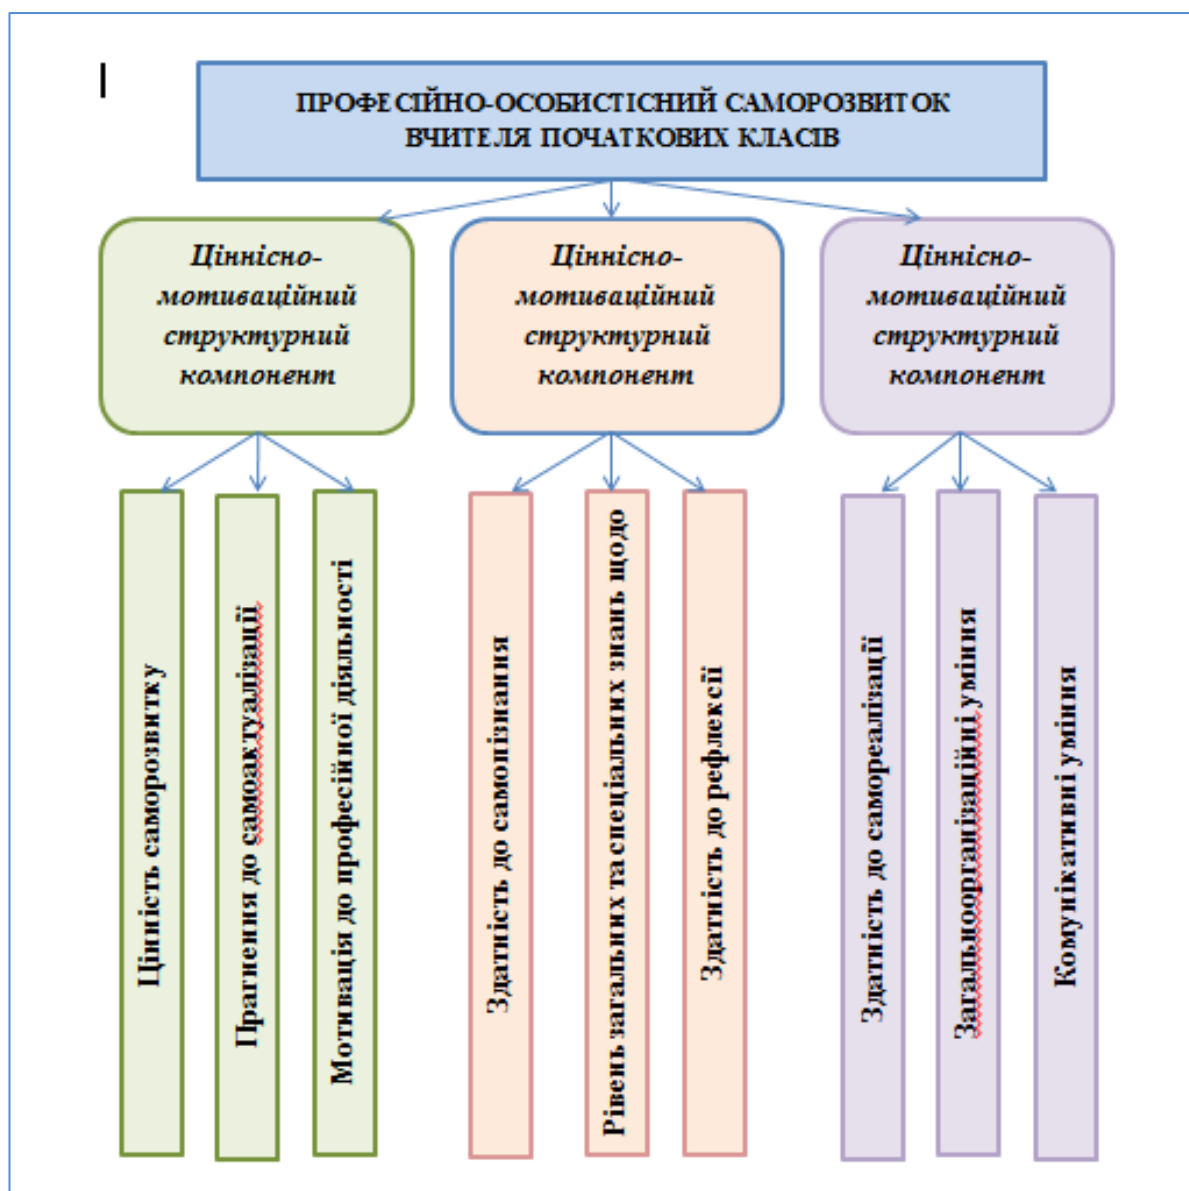 ПРОФЕСІЙНО-ОСОБИСТІСНИЙ САМОРОЗВИТОК
ВЧИТЕЛЯ ПОЧАТКОВИХ КЛАСІВ
Ціннісно-
мотиваційний
структурний
компонент
Ціннісно-
мотиваційний
структурний
компонент
Ціннісно-
мотиваційний
структурний
компонент
Цінність саморозвитку
Прагнення до самоактуалізації
Мотивація до професійної діяльності
Здатність до самопізнання
Рівень загальних та спеціальних знань щодо
Здатність до рефлексії
Здатність до самореалізації
Загальноорганізаційні уміння
Комунікативні уміння